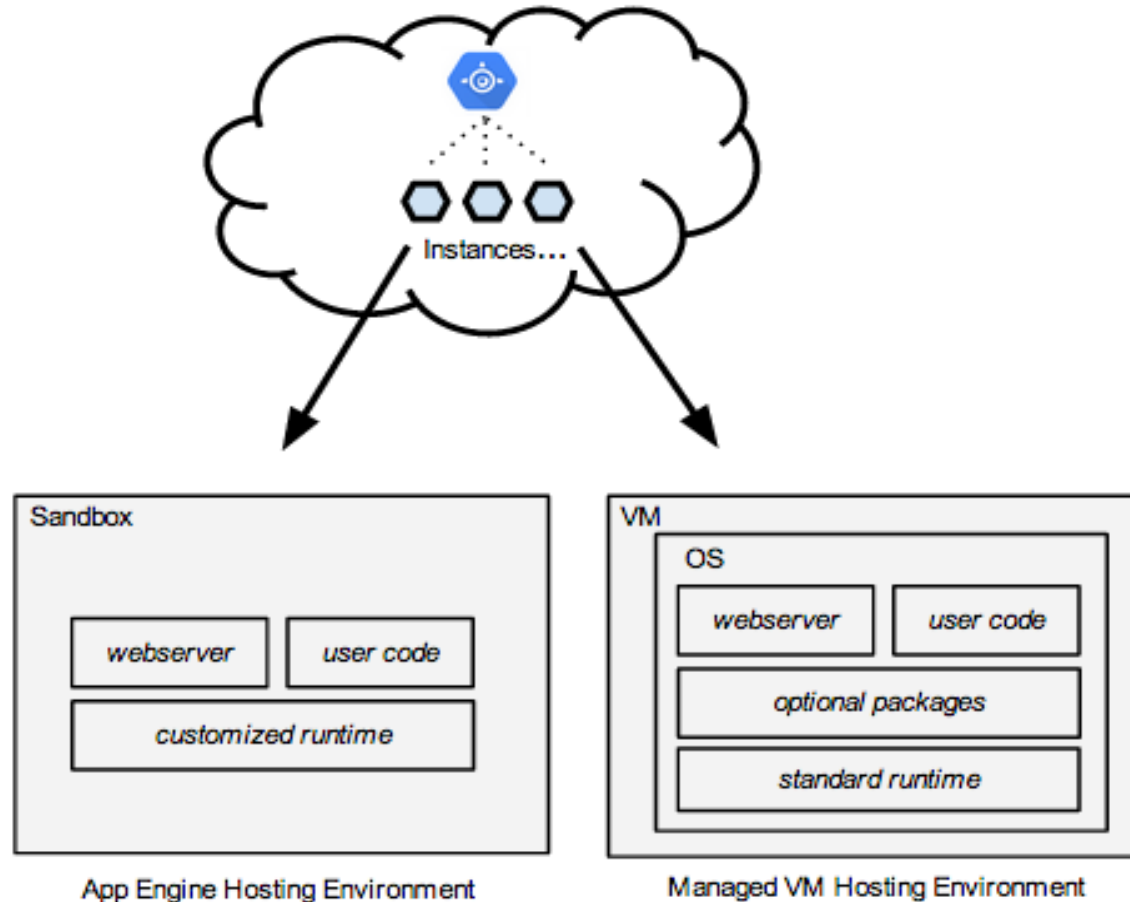 Instances...
Sandbox
webserver
user code
customized runtime
App Engine Hosting Environment
VM
OS
webserver
user code
optional packages
standard runtime
Managed VM Hosting Environment